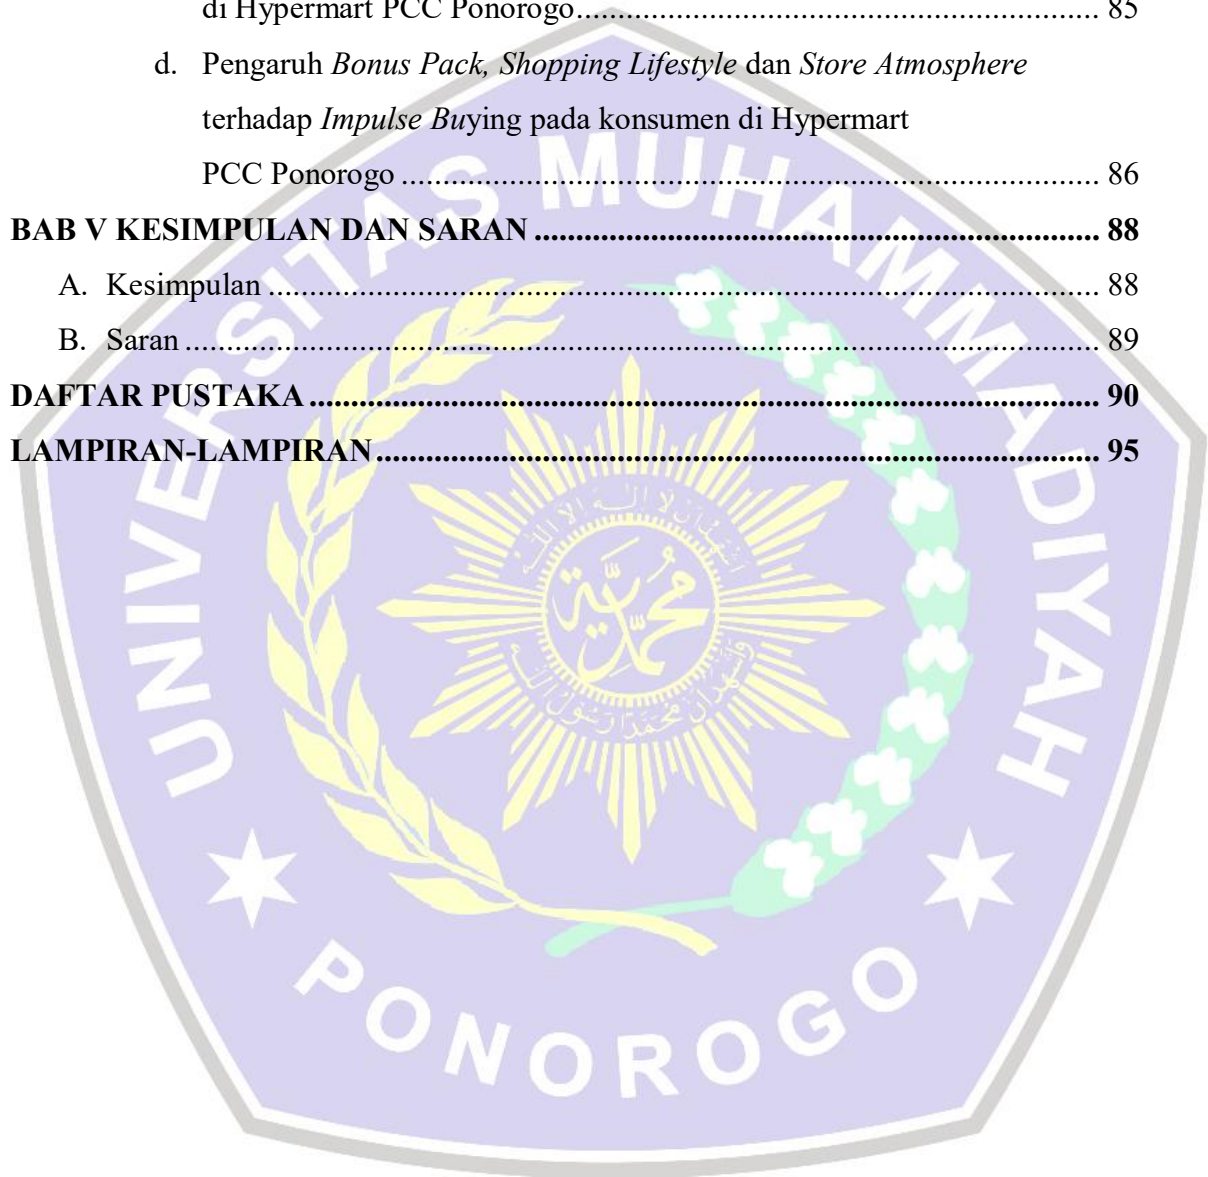 di Hypermart PCC Ponorogo.................................................................. 85
d. Pengaruh Bonus Pack, Shopping Lifestyle dan Store Atmosphere
terhadap Impulse Buying pada konsumen di Hypermart
PCC Ponorogo ........................................................................................ 86
BAB V KESIMPULAN DAN SARAN ....................................................................... 88
A. Kesimpulan ......................................................................................................... 88
B. Saran .................................................................................................................... 89
DAFTAR PUSTAKA ................................................................................................... 90
LAMPIRAN-LAMPIRAN........................................................................................... 95
UNIVERSITAS MUHAMMADIYAH
محمدية
PONOROGO